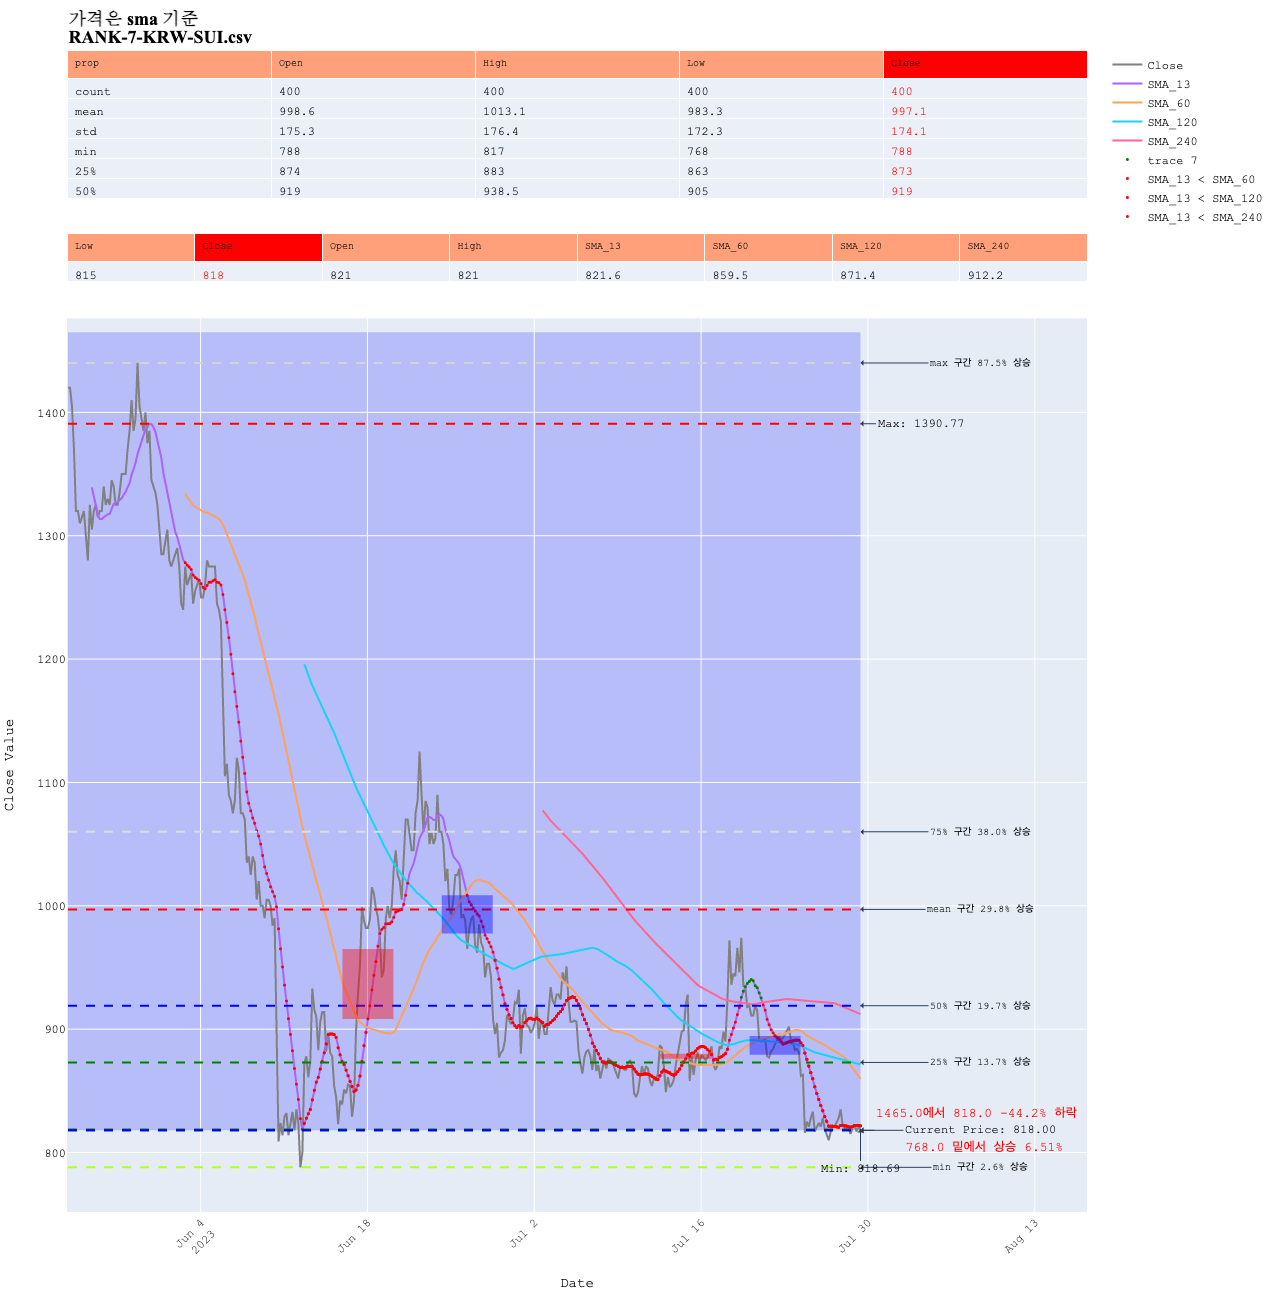 가격은 sma 기준
RANK-7-KRW-SUI.csv
prop Open High Low Close
count 400 400 400 400
mean 998.6 1013.1 983.3 997.1
std 175.3 176.4 172.3 174.1
min 788 817 768 788
25% 874 883 863 873
50% 919 938.5 905 919
Low Close Open High SMA_13 SMA_60 SMA_120 SMA_240
815 818 821 821 821.6 859.5 871.4 912.2
Close
SMA_13
SMA_60
SMA_120
SMA_240
trace 7
SMA_13 < SMA_60
SMA_13 < SMA_120
SMA_13 < SMA_240
max 구간 87.5% 상승
Max: 1390.77
75% 구간 38.0% 상승
mean 구간 29.8% 상승
50% 구간 19.7% 상승
25% 구간 13.7% 상승
1465.0에서 818.0 -44.2% 하락
Current Price: 818.00
768.0 밑에서 상승 6.51%
Min: 818.69
min 구간 2.6% 상승
1400
1300
1200
1100
1000
900
800
Close Value
Jun 4
2023
Jun 18
Jul 2
Jul 16
Jul 30
Aug 13
Date